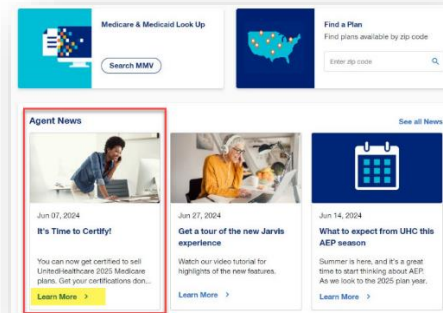 Medicare & Medicaid Look Up
Search MMV
Find a Plan
Find plans available by zip code
Enter zip code
Agent News
See all News
Jun 07, 2024
It's Time to Certify!
You can now get certified to sell
UnitedHealthcare 2025 Medicare
plans. Get your certifications don...
Learn More >
Jun 27, 2024
Get a tour of the new Jarvis
experience
Watch our video tutorial for
highlights of the new features.
Learn More >
Jun 14, 2024
What to expect from UHC this
AEP season
Summer is here, and it's a great
time to start thinking about AEP.
As we look to the 2025 plan year.
Learn More >